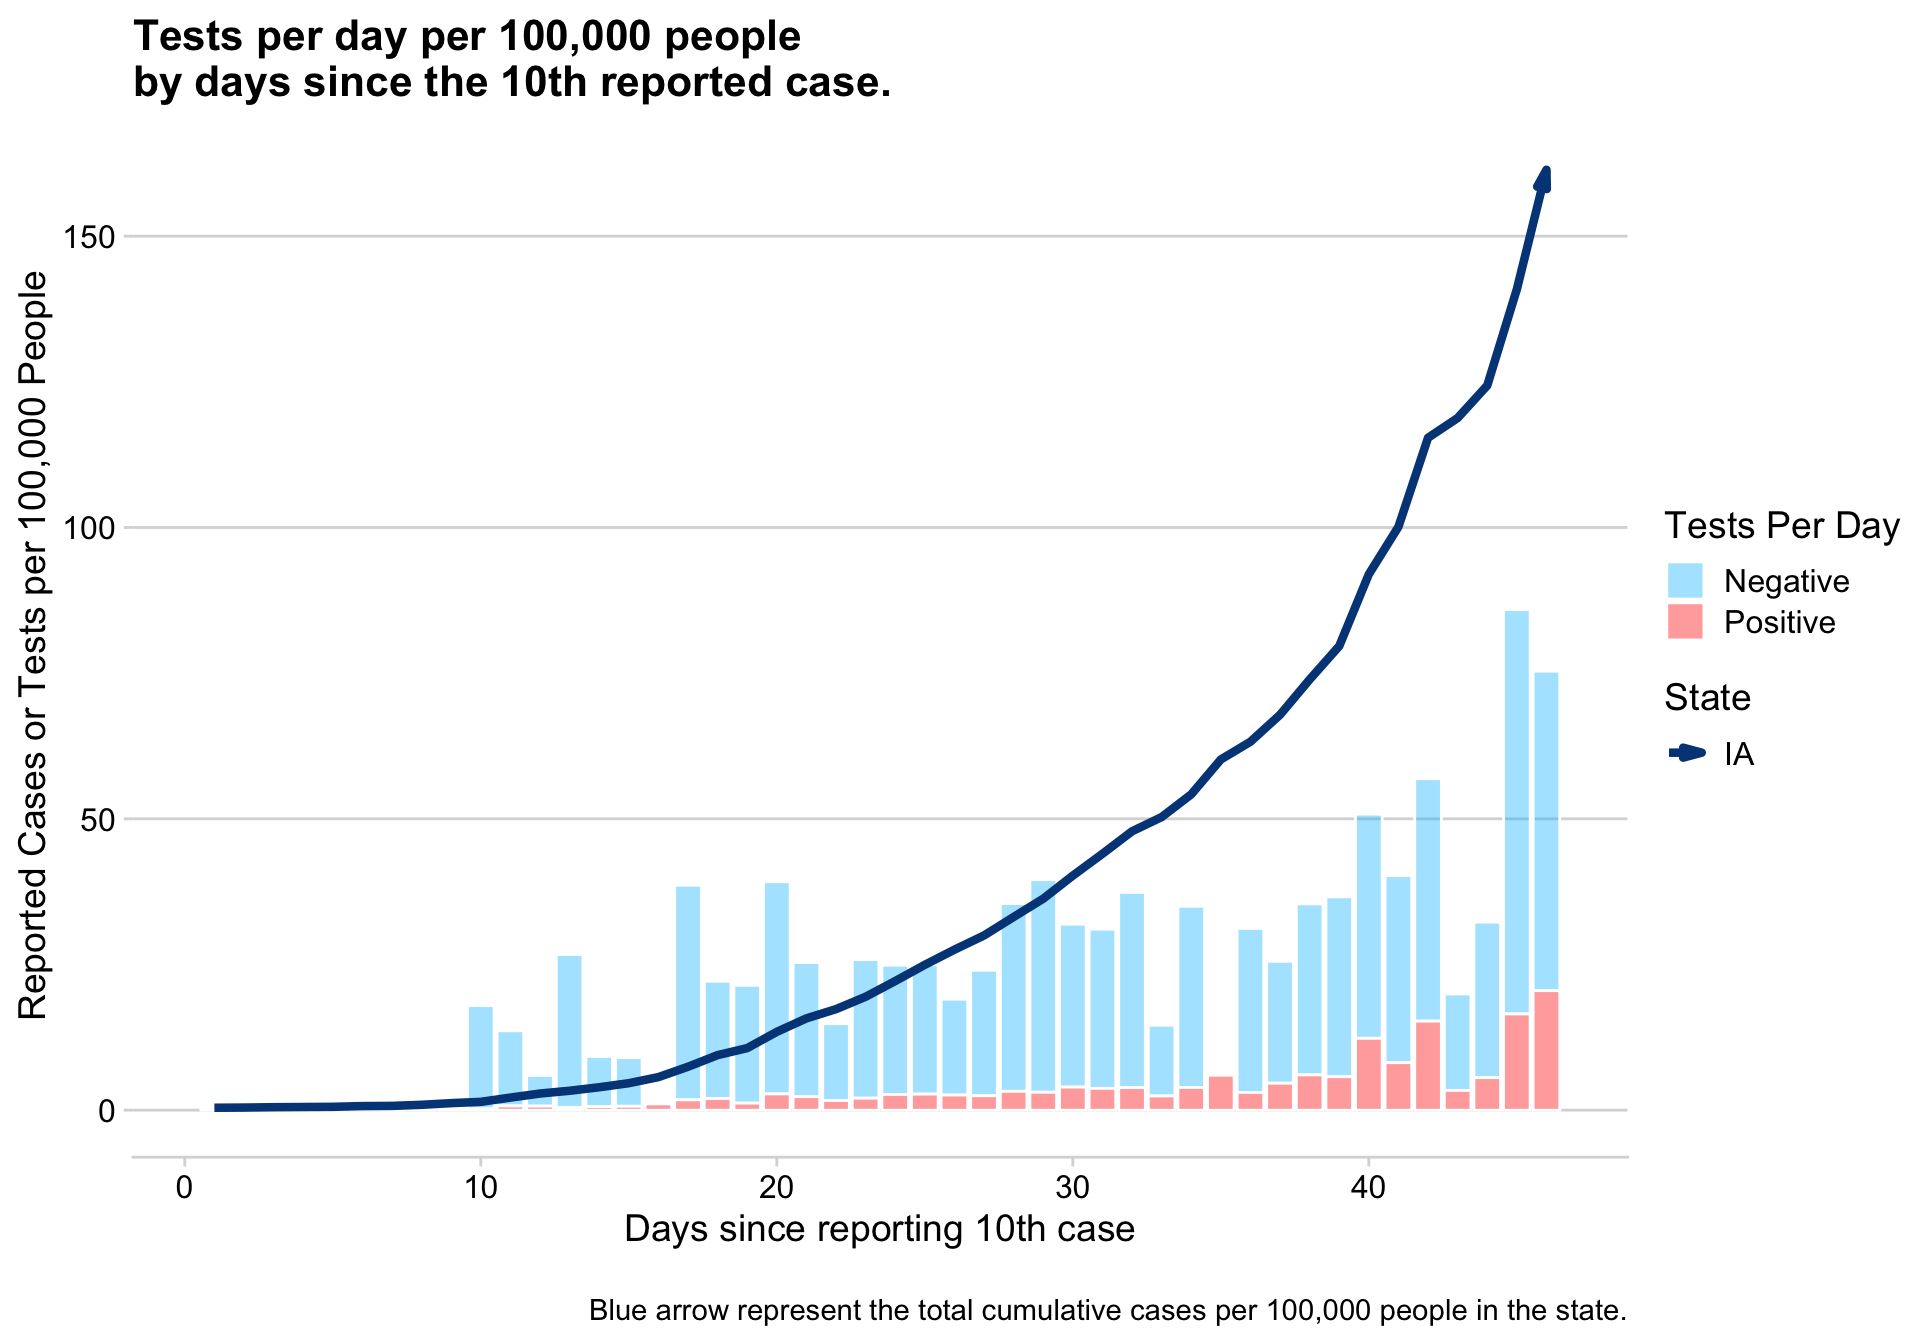 Tests per day per 100,000 people
by days since the 10th reported case.
Reported Cases or Tests per 100,000 People
150
100
50
0
0
10
20
30
40
Days since reporting 10th case
Tests Per Day
Negative
Positive
State
IA
Blue arrow represent the total cumulative cases per 100,000 people in the state.